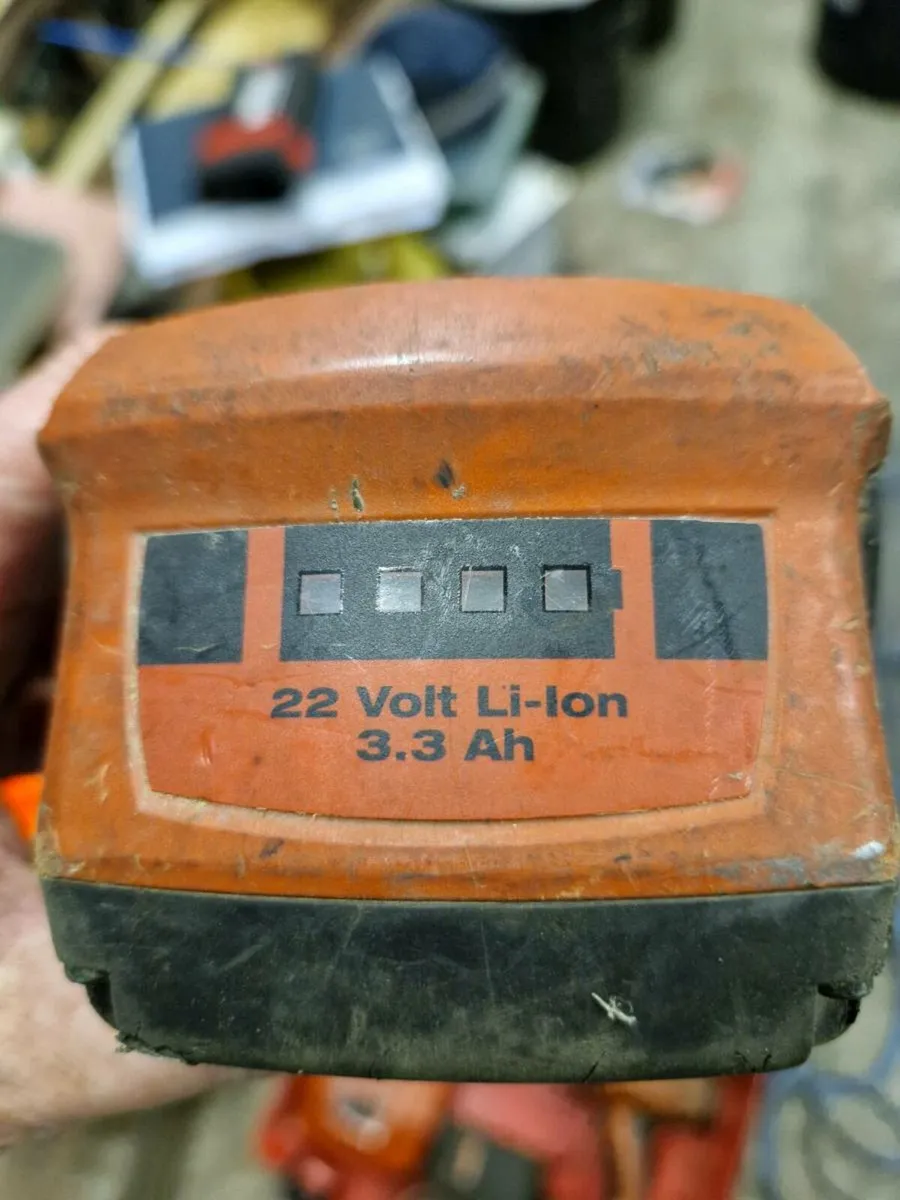 22 Volt Li-Ion
3.3 Ah